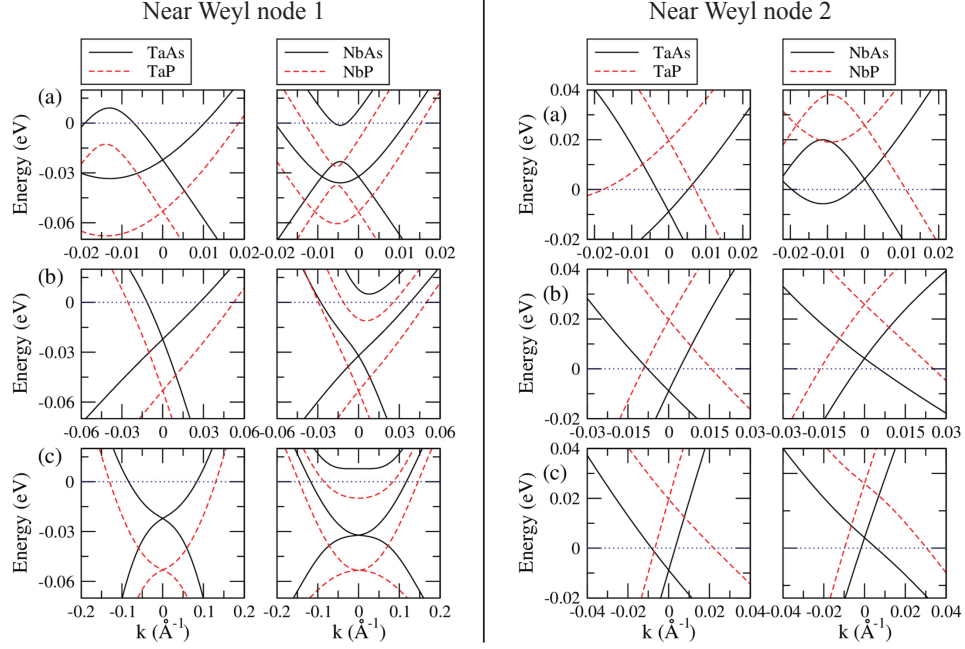 Near Weyl node 1
Near Weyl node 2
TaAs
TaP
NbAs
NbP
TaAs
TaP
NbAs
NbP
(a)
Energy (eV)
0
-0.03
-0.06
-0.02 -0.01 0 0.01 0.02
-0.02 -0.01 0 0.01 0.02
(b)
Energy (eV)
0
-0.03
-0.06
-0.06 -0.03 0 0.03 0.06
-0.06 -0.03 0 0.03 0.06
(c)
Energy (eV)
0
-0.03
-0.06
-0.2 -0.1 0 0.1 0.2
-0.2 -0.1 0 0.1 0.2
k (Å⁻¹)
k (Å⁻¹)
(a)
Energy (eV)
0.04
0.02
0
-0.02
-0.02 -0.01 0 0.01 0.02
-0.02 -0.01 0 0.01 0.02
(b)
Energy (eV)
0.04
0.02
0
-0.02
-0.03 -0.015 0 0.015 0.03
-0.03 -0.015 0 0.015 0.03
(c)
Energy (eV)
0.04
0.02
0
-0.02
-0.04 -0.02 0 0.02 0.04
-0.04 -0.02 0 0.02 0.04
k (Å⁻¹)
k (Å⁻¹)